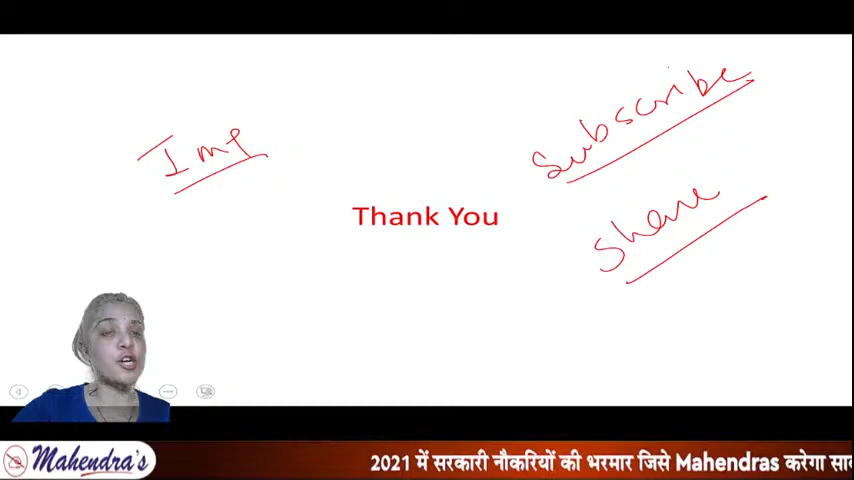 Subscribe
Imp
Thank You
Share
Mahendra's
2021 में सरकारी नौकरियों की भरमार जिसे Mahendras करेगा